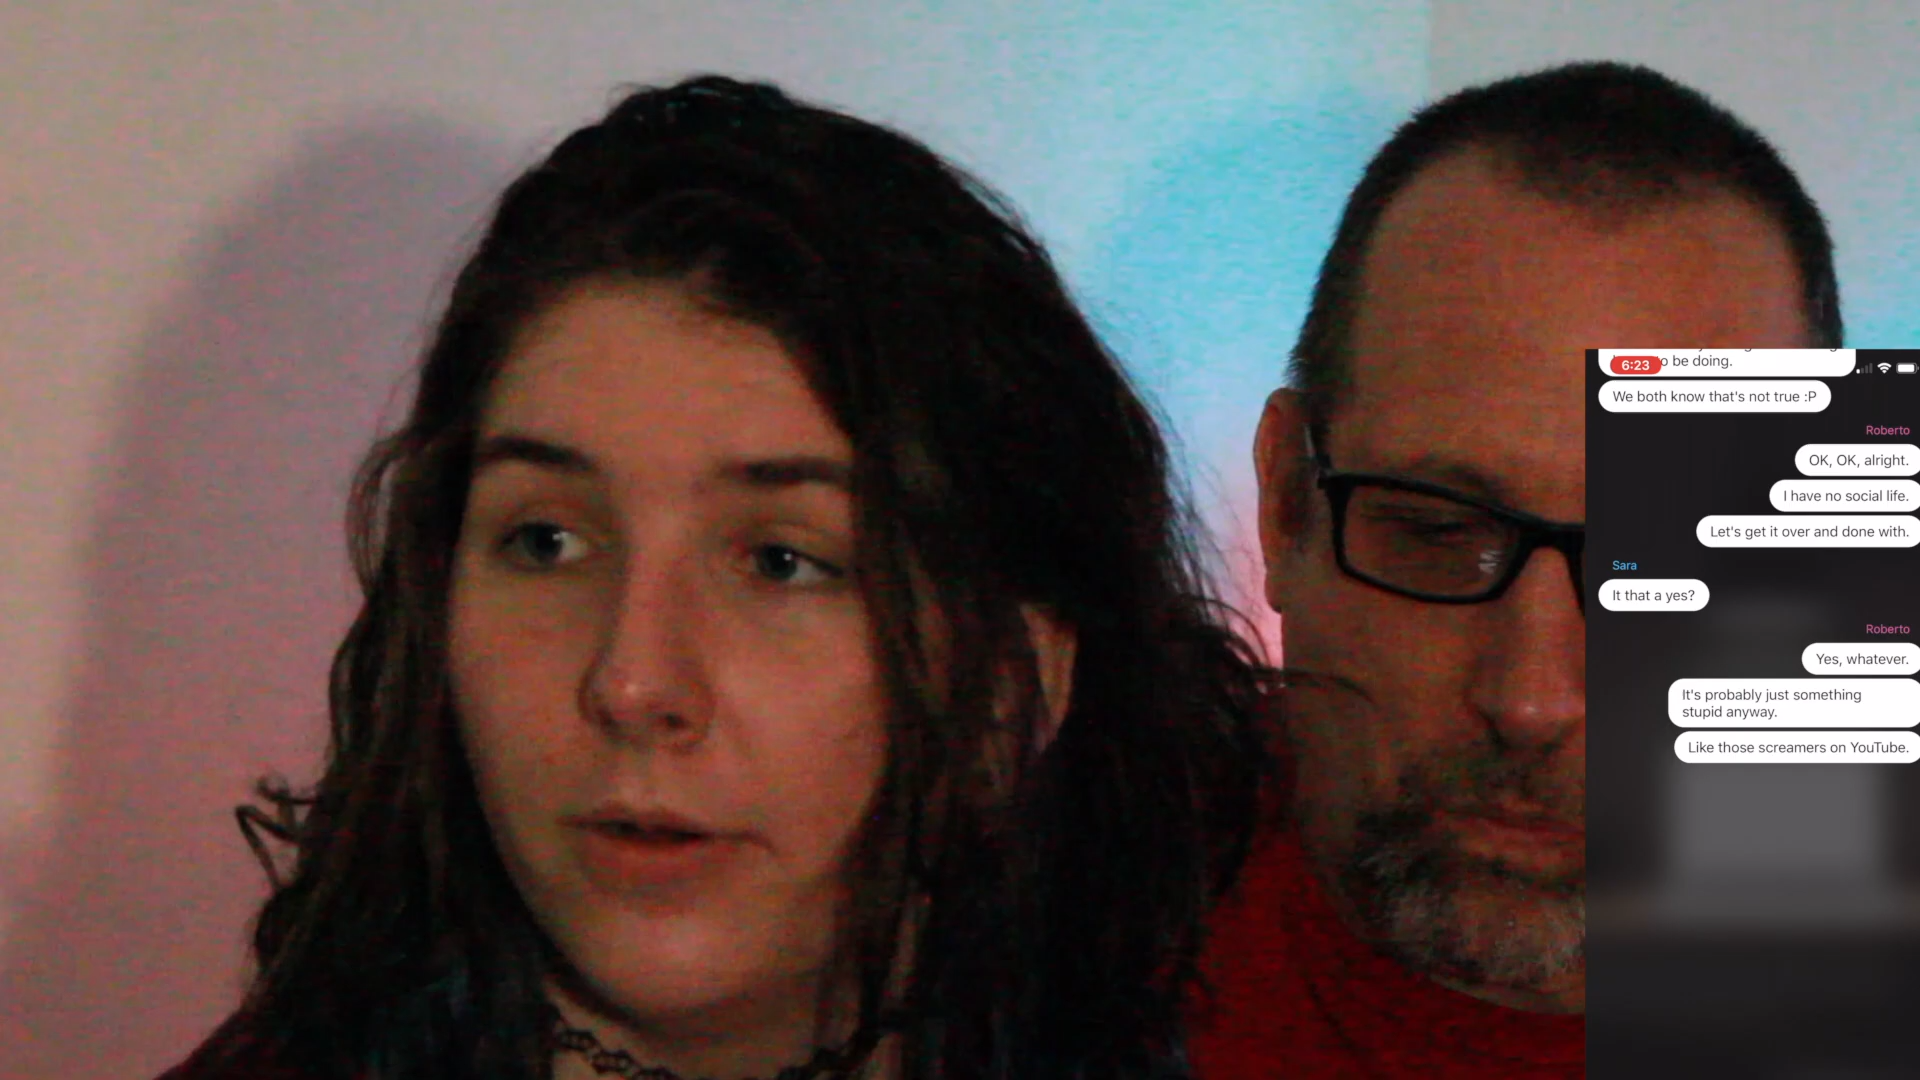 be doing.
6:23
We both know that's not true :P
Roberto
OK, OK, alright.
I have no social life.
Let's get it over and done with.
Sara
It that a yes?
Roberto
Yes, whatever.
It's probably just something
stupid anyway.
Like those screamers on YouTube.